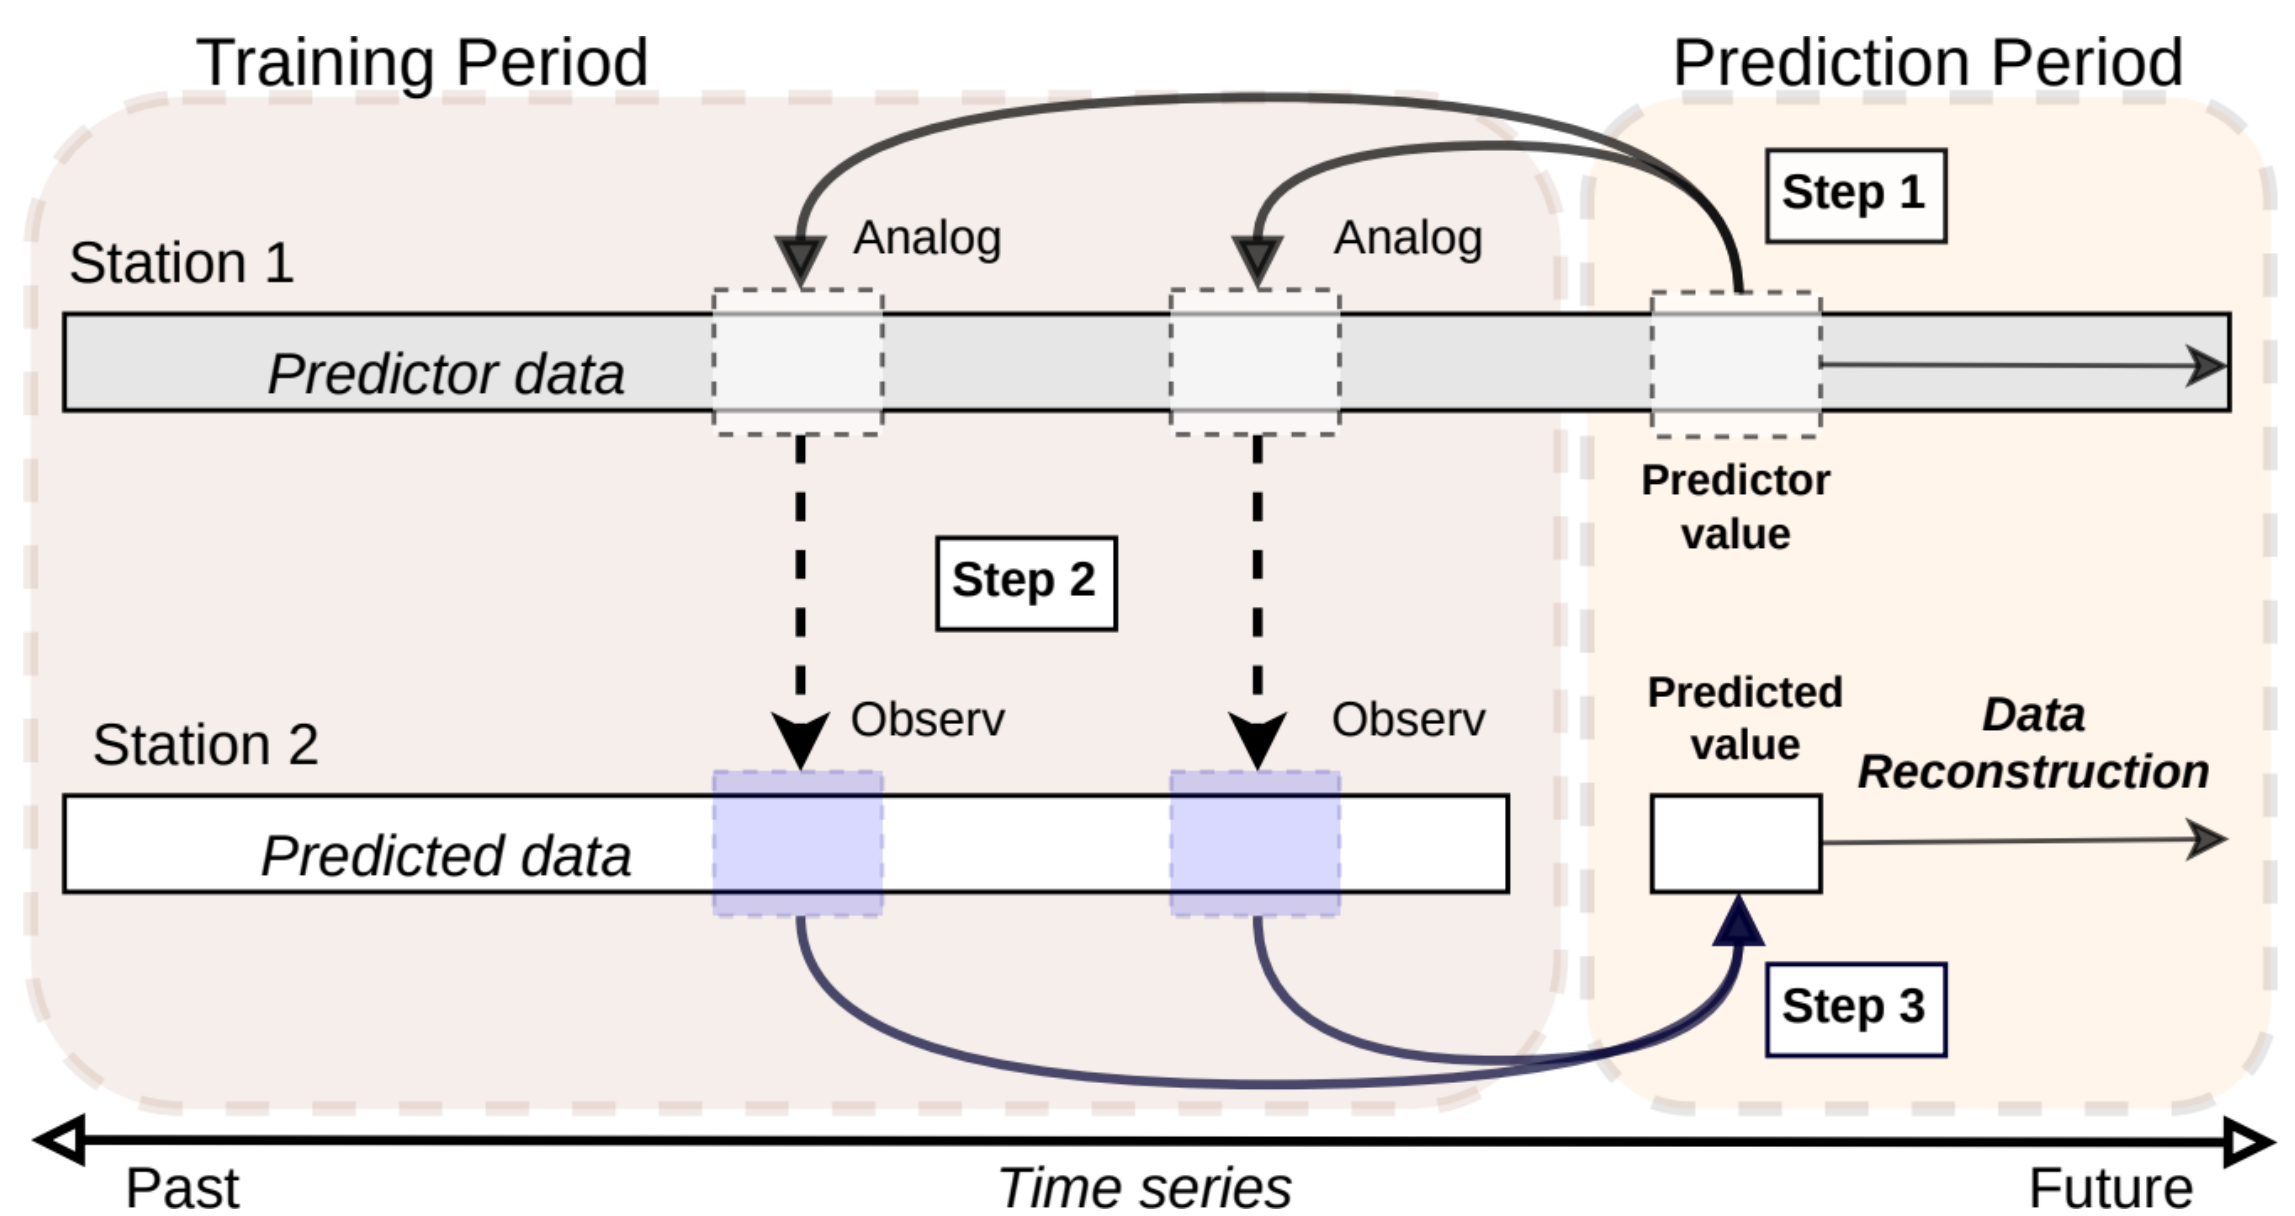 Training Period
Prediction Period
Step 1
Analog
Analog
Station 1
Predictor data
Predictor
value
Step 2
Observ
Observ
Station 2
Predicted
value
Data
Reconstruction
Predicted data
Step 3
Past
Time series
Future